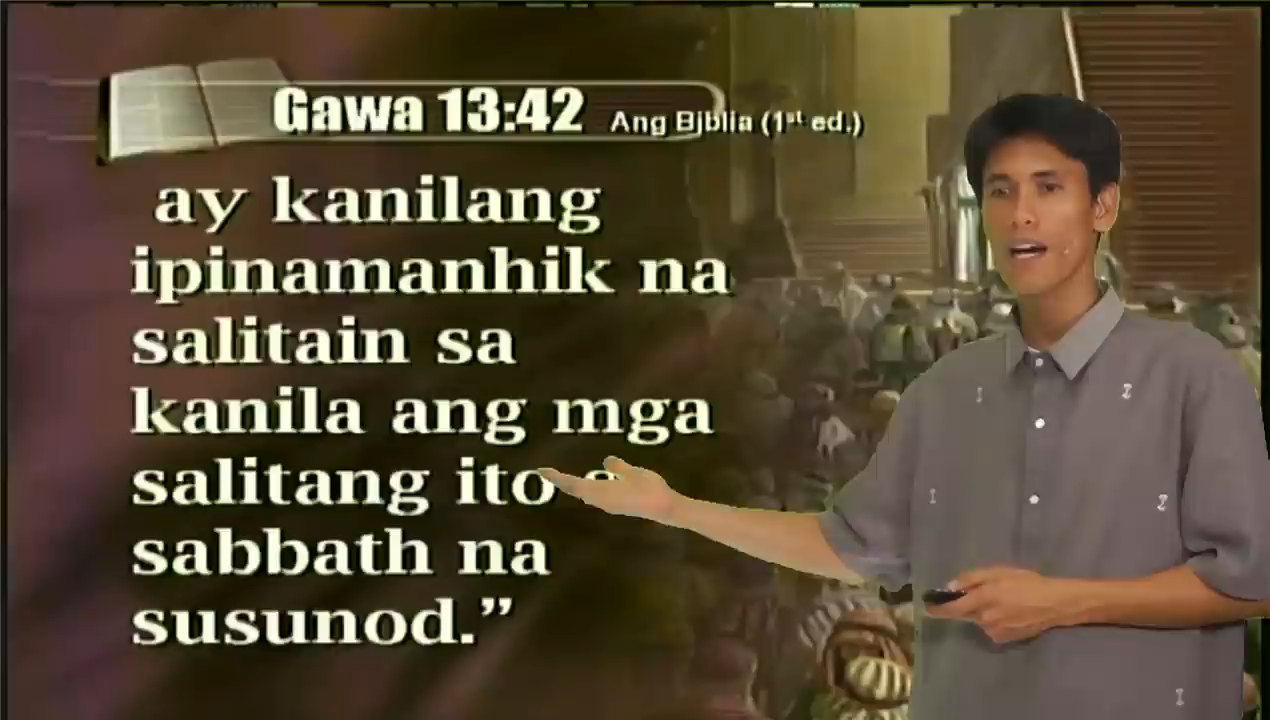 Gawa 13:42 Ang Biblia (1st ed.)
ay kanilang
ipinamanhik na
salitain sa
kanila ang mga
salitang ito
sabbath na
susunod.”